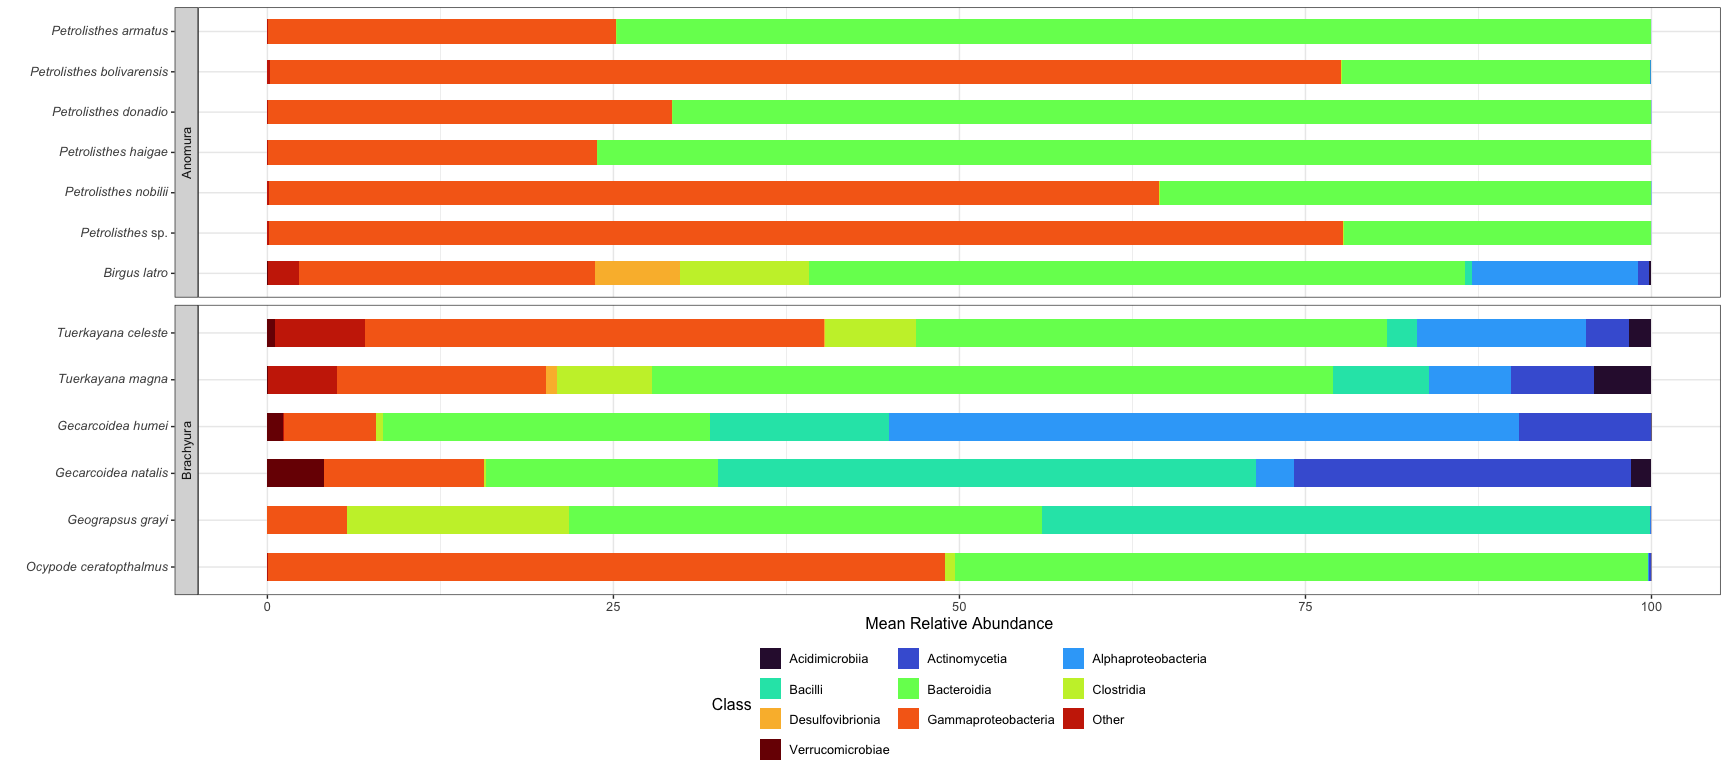 Petrolisthes armatus
Petrolisthes bolivarensis
Petrolisthes donadio
Petrolisthes haigae
Petrolisthes nobilii
Petrolisthes sp.
Birgus latro
Anomura
Tuerkayana celeste
Tuerkayana magna
Gecarcoidea humei
Gecarcoidea natalis
Geograpsus grayi
Ocypode ceratopthalmus
Brachyura
0 25 50 75 100
Mean Relative Abundance
Class
Acidimicrobiia Actinomycetia Alphaproteobacteria
Bacilli Bacteroidia Clostridia
Desulfovibrionia Gammaproteobacteria Other
Verrucomicrobiae